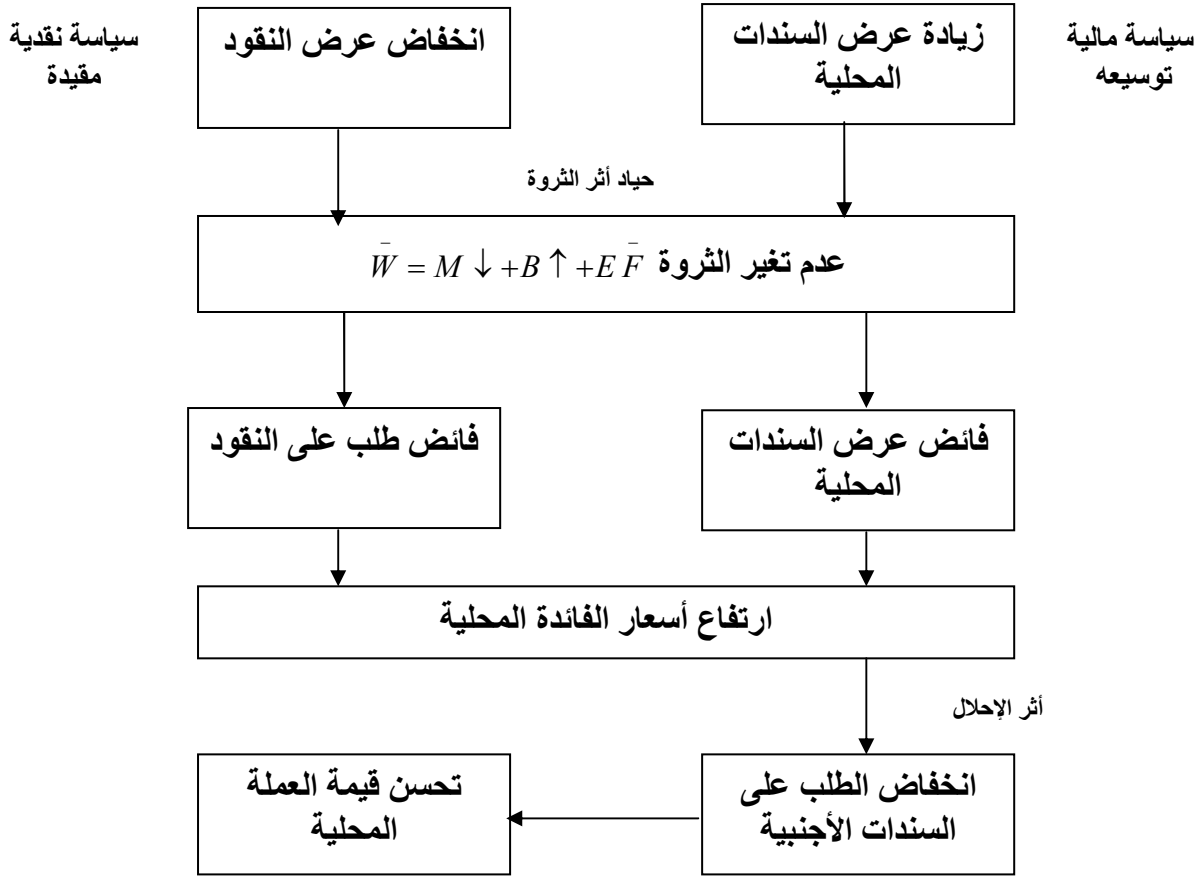 سياسة مالية
توسيعه
زيادة عرض السندات
المحلية
انخفاض عرض النقود
سياسة نقدية
مقيدة
حياد أثر الثروة
عدم تغير الثروة W̄ = M ↓ +B ↑ +E F̄
فائض عرض السندات
المحلية
فائض طلب على النقود
ارتفاع أسعار الفائدة المحلية
أثر الإحلال
انخفاض الطلب على
السندات الأجنبية
تحسن قيمة العملة
المحلية